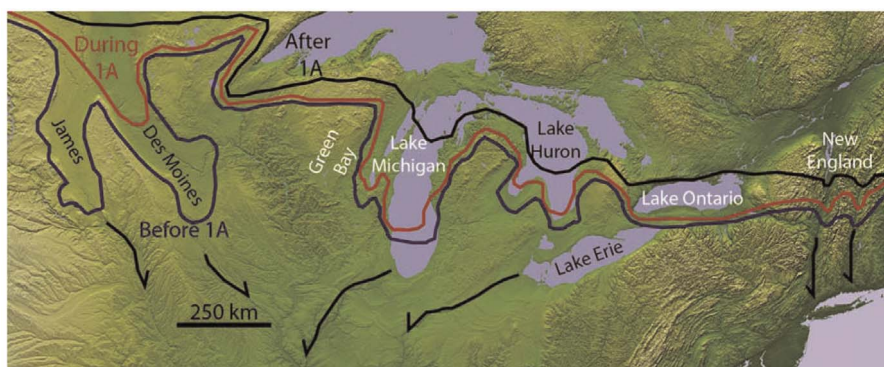 During
1A
After
1A
James
Des Moines
Before 1A
Green
Bay
Lake
Michigan
Lake
Huron
New
England
Lake Ontario
Lake Erie
250 km